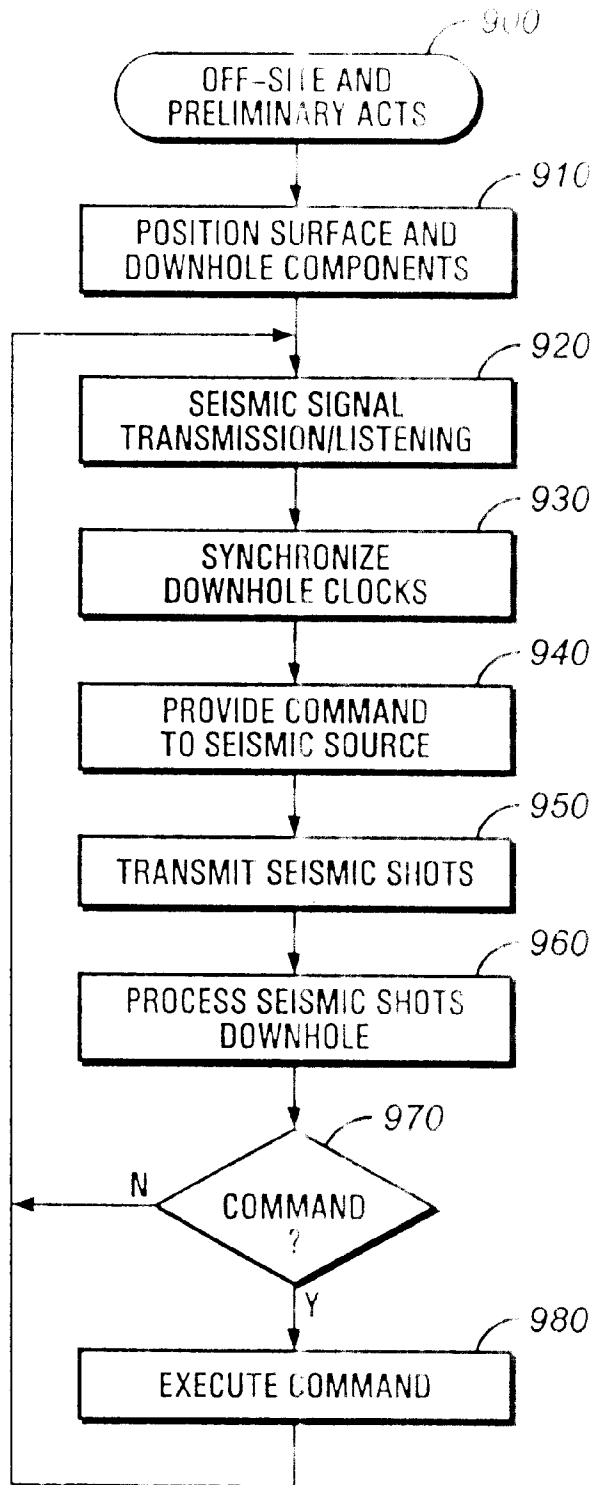 900
OFF-SITE AND
PRELIMINARY ACTS
910
POSITION SURFACE AND
DOWNHOLE COMPONENTS
920
SEISMIC SIGNAL
TRANSMISSION/LISTENING
930
SYNCHRONIZE
DOWNHOLE CLOCKS
940
PROVIDE COMMAND
TO SEISMIC SOURCE
950
TRANSMIT SEISMIC SHOTS
960
PROCESS SEISMIC SHOTS
DOWNHOLE
970
N
COMMAND
?
Y
980
EXECUTE COMMAND